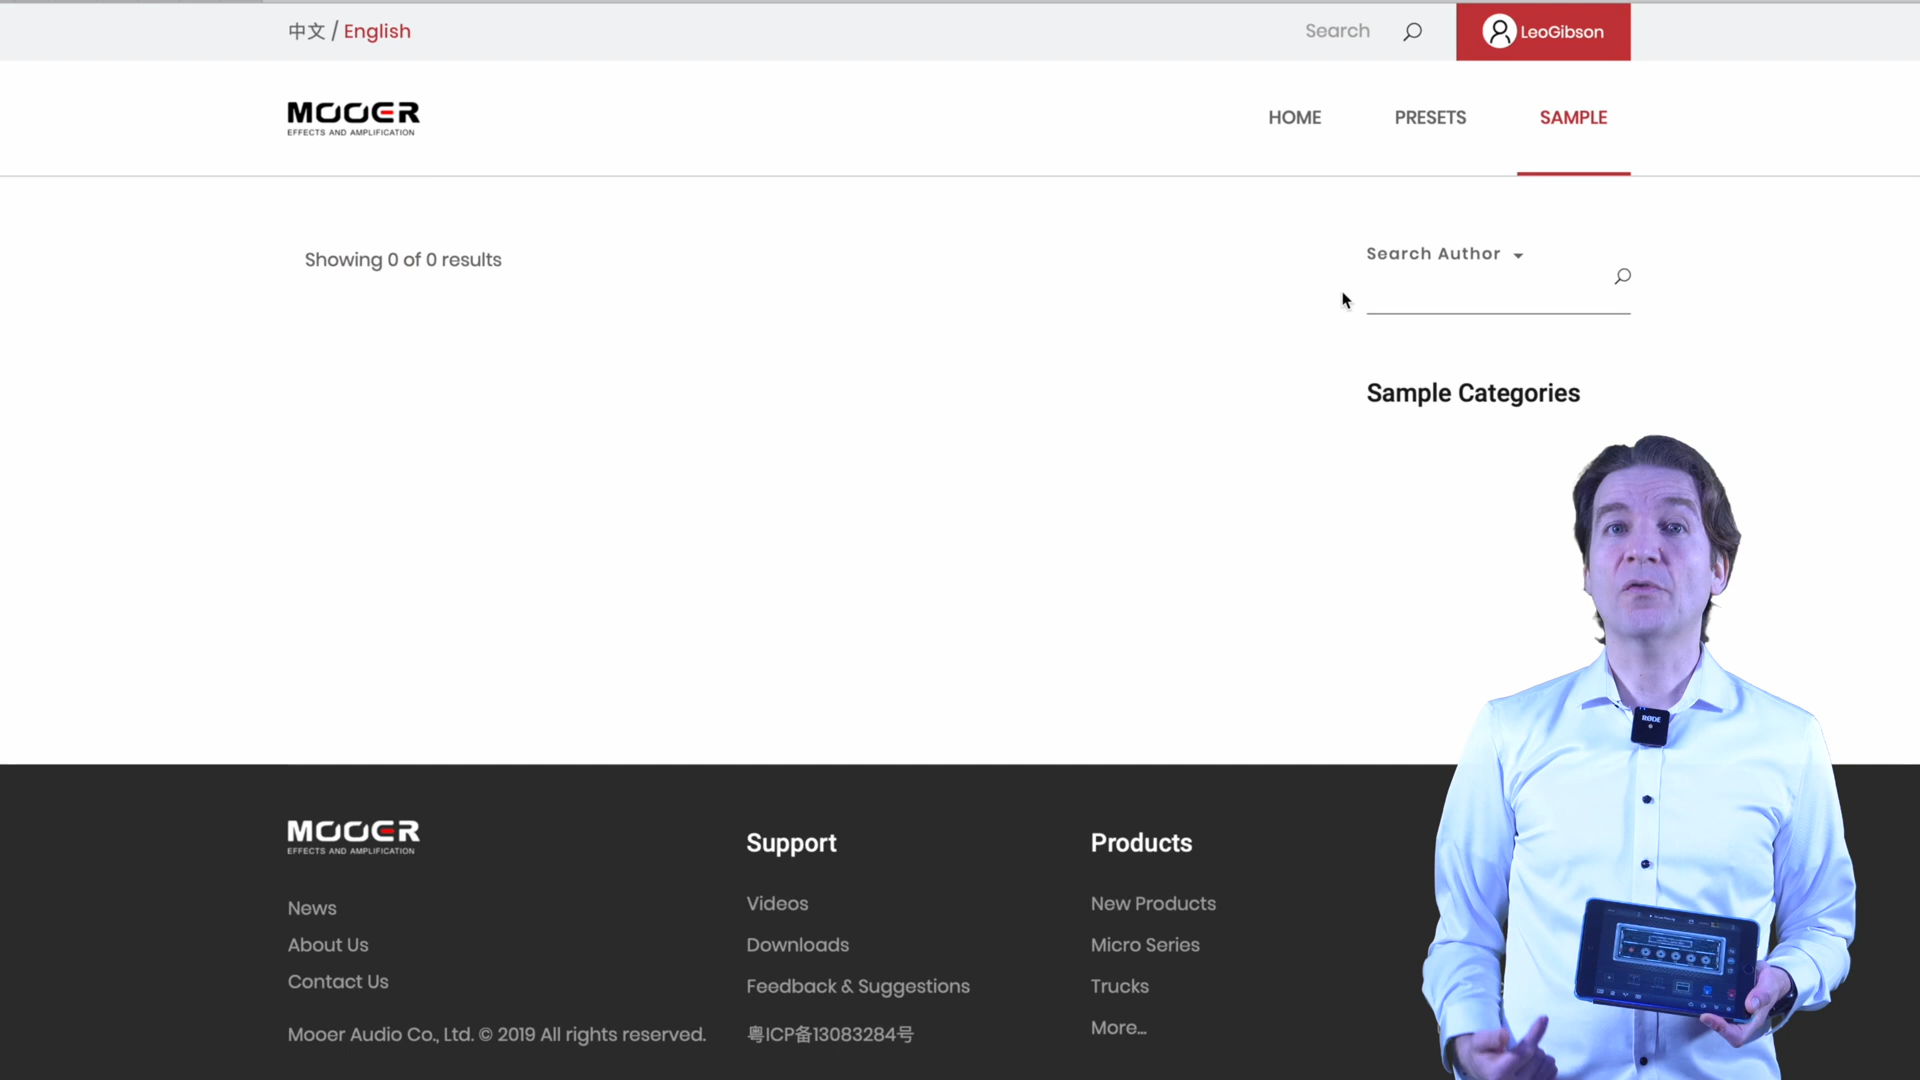 中文 / English
Search
LeoGibson
MOOER
EFFECTS AND AMPLIFICATION
HOME
PRESETS
SAMPLE
Showing 0 of 0 results
Search Author
Sample Categories
RØDE
MOOER
EFFECTS AND AMPLIFICATION
News
About Us
Contact Us
Mooer Audio Co., Ltd. © 2019 All rights reserved.
Support
Videos
Downloads
Feedback & Suggestions
粤ICP备13083284号
Products
New Products
Micro Series
Trucks
More...